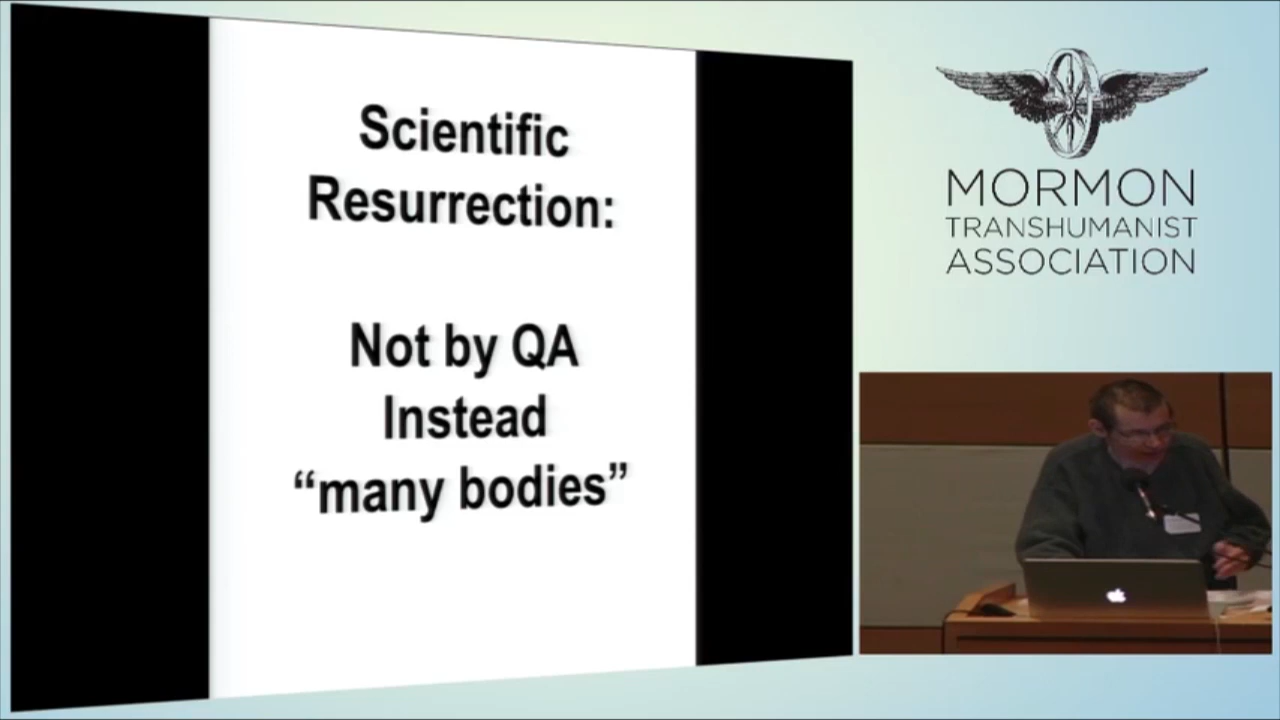 Scientific
Resurrection:
Not by QA
Instead
“many bodies”
MORMON
TRANSHUMANIST
ASSOCIATION